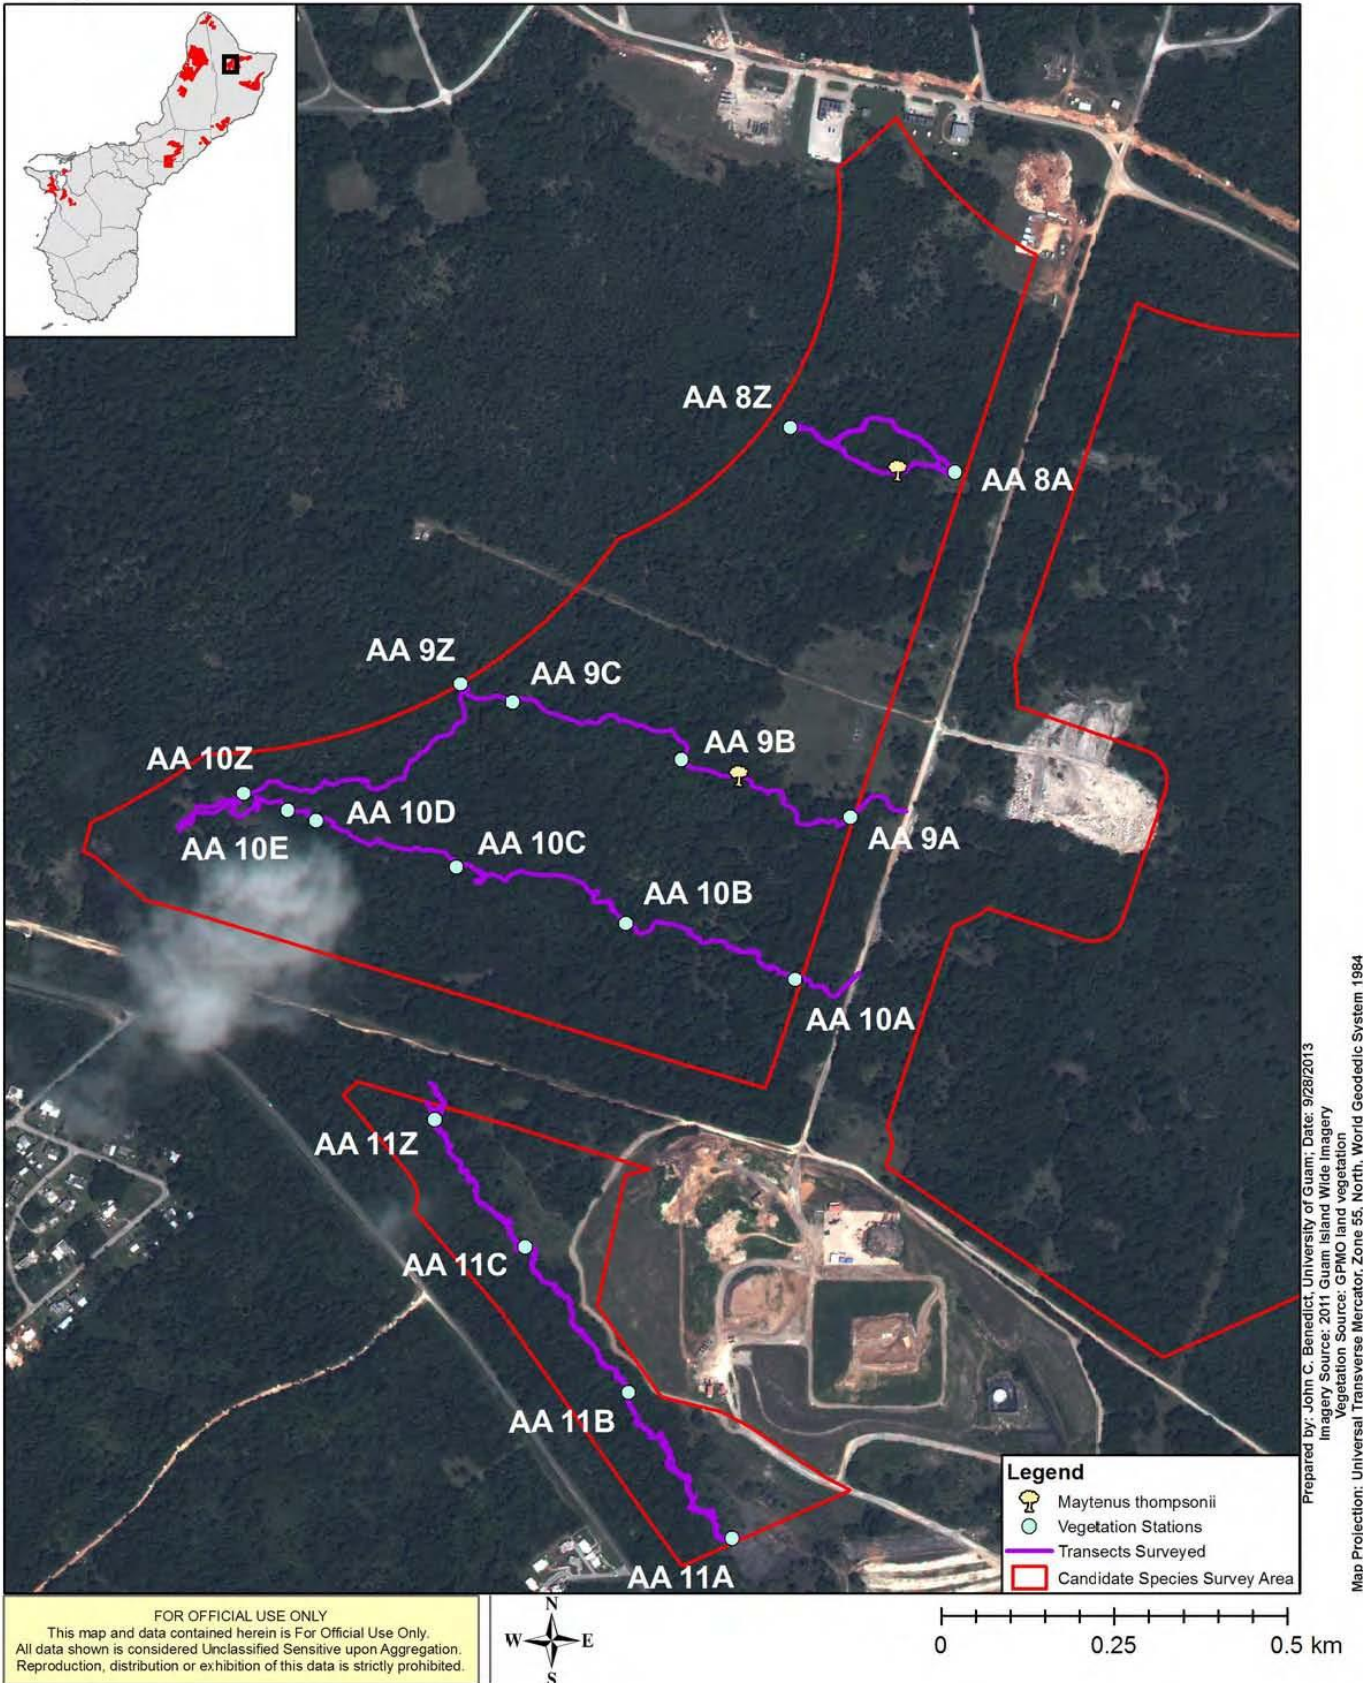 AA 8Z
AA 8A
AA 9Z
AA 9C
AA 9B
AA 10Z
AA 10D
AA 9A
AA 10E
AA 10C
AA 10B
AA 10A
AA 11Z
AA 11C
AA 11B
AA 11A
Legend
Maytenus thompsonii
Vegetation Stations
Transects Surveyed
Candidate Species Survey Area
Prepared by: John C. Benedict, University of Guam; Date: 9/28/2013
Imagery Source: 2011 Guam Island Wide Imagery
Vegetation Source: GPMO land vegetation
Map Projection: Universal Transverse Mercator, Zone 55, North, World Geodedic System 1984
FOR OFFICIAL USE ONLY
This map and data contained herein is For Official Use Only.
All data shown is considered Unclassified Sensitive upon Aggregation.
Reproduction, distribution or exhibition of this data is strictly prohibited.
N
W E
S
0 0.25 0.5 km